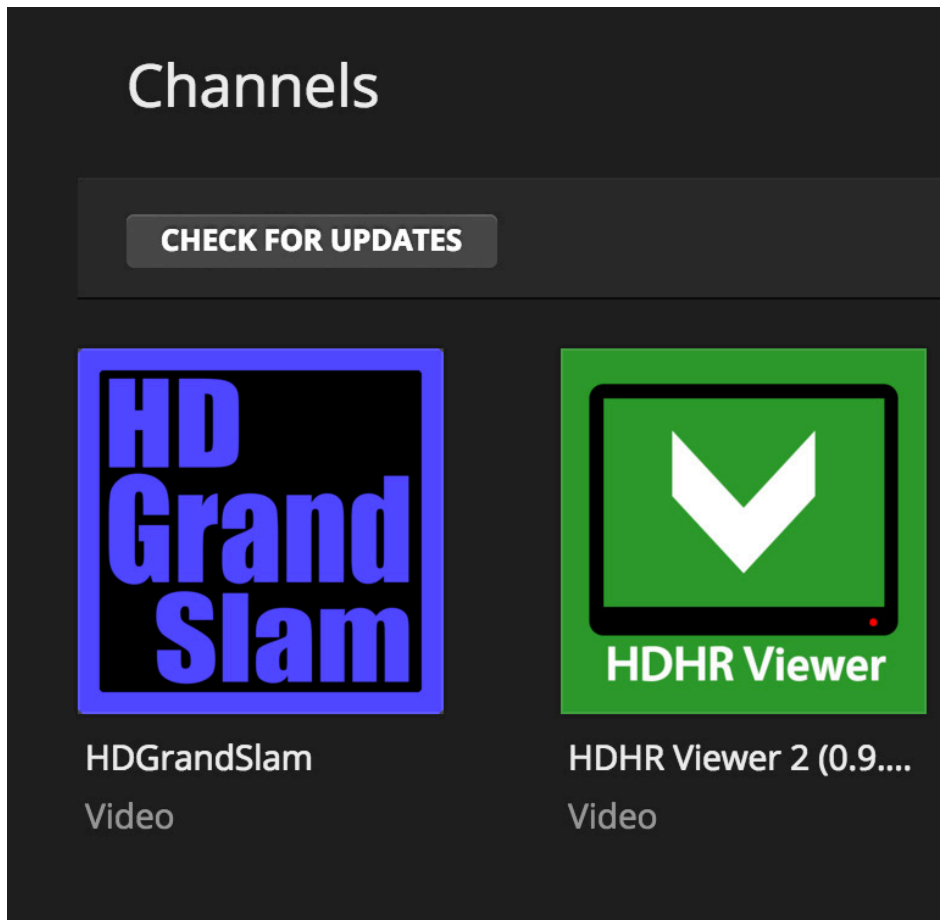 Channels
CHECK FOR UPDATES
HD
Grand
Slam
HDHR Viewer
HDGrandSlam
HDHR Viewer 2 (0.9....
Video
Video